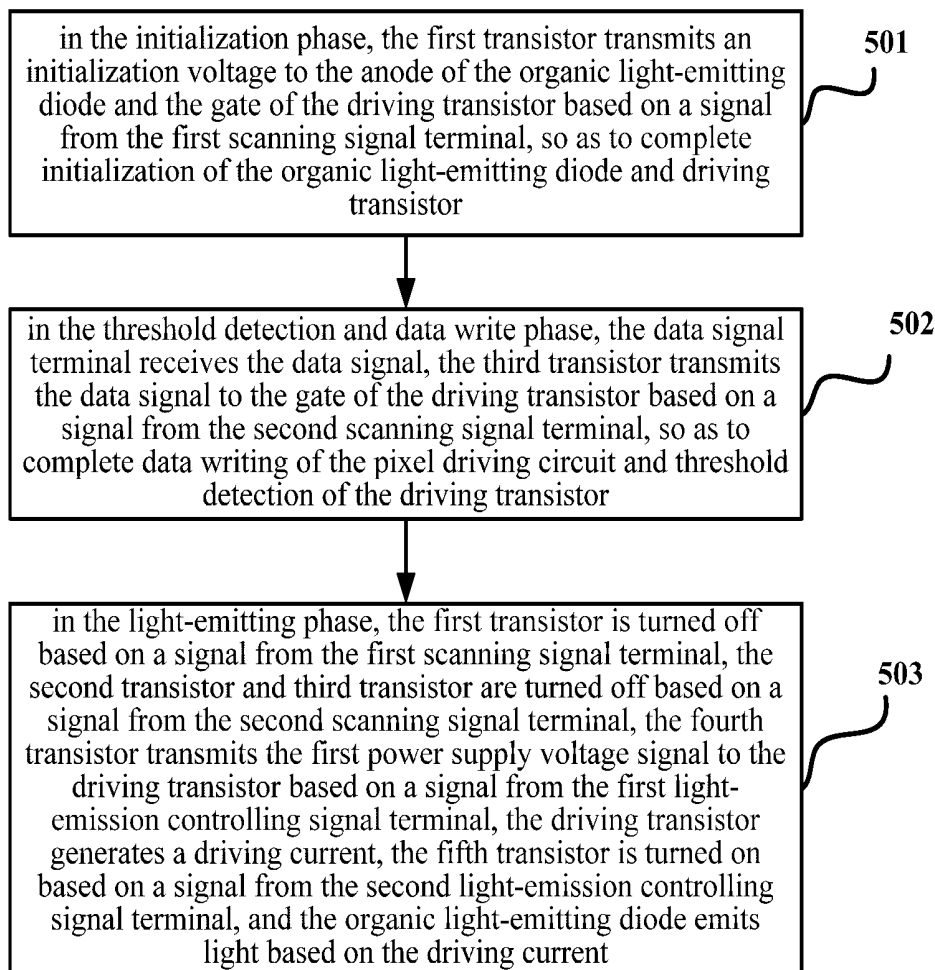 in the initialization phase, the first transistor transmits an
initialization voltage to the anode of the organic light-emitting
diode and the gate of the driving transistor based on a signal
from the first scanning signal terminal, so as to complete
initialization of the organic light-emitting diode and driving
transistor
501
in the threshold detection and data write phase, the data signal
terminal receives the data signal, the third transistor transmits
the data signal to the gate of the driving transistor based on a
signal from the second scanning signal terminal, so as to
complete data writing of the pixel driving circuit and threshold
detection of the driving transistor
502
in the light-emitting phase, the first transistor is turned off
based on a signal from the first scanning signal terminal, the
second transistor and third transistor are turned off based on a
signal from the second scanning signal terminal, the fourth
transistor transmits the first power supply voltage signal to the
driving transistor based on a signal from the first light-
emission controlling signal terminal, the driving transistor
generates a driving current, the fifth transistor is turned on
based on a signal from the second light-emission controlling
signal terminal, and the organic light-emitting diode emits
light based on the driving current
503